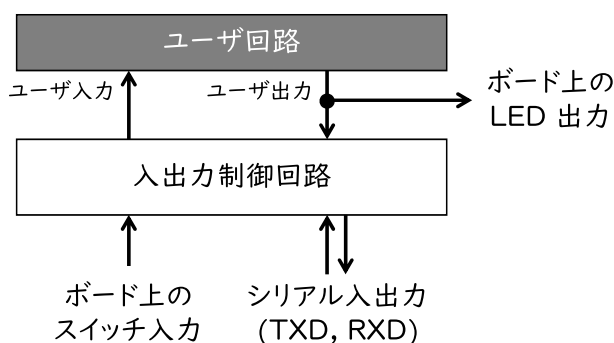 ユーザ回路
ユーザ入力
ユーザ出力
ボード上の
LED 出力
入出力制御回路
ボード上の
スイッチ入力
シリアル入出力
(TXD, RXD)